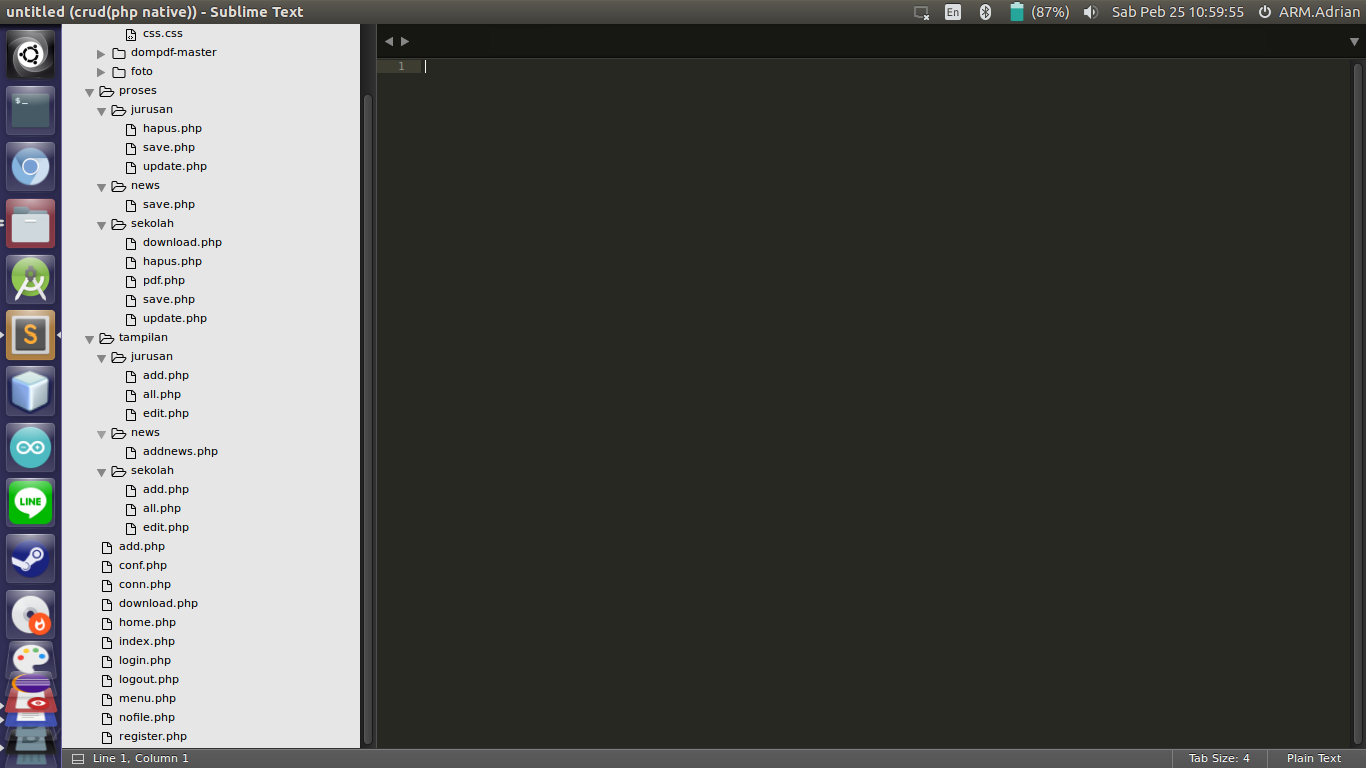 untitled (crud(php native)) - Sublime Text
En
(87%)
Sab Peb 25 10:59:55
ARM.Adrian
css.css
dompdf-master
foto
proses
jurusan
hapus.php
save.php
update.php
news
save.php
sekolah
download.php
hapus.php
pdf.php
save.php
update.php
tampilan
jurusan
add.php
all.php
edit.php
news
addnews.php
sekolah
add.php
all.php
edit.php
add.php
conf.php
conn.php
download.php
home.php
index.php
login.php
logout.php
menu.php
nofile.php
register.php
1
S
LINE
Line 1, Column 1
Tab Size: 4
Plain Text